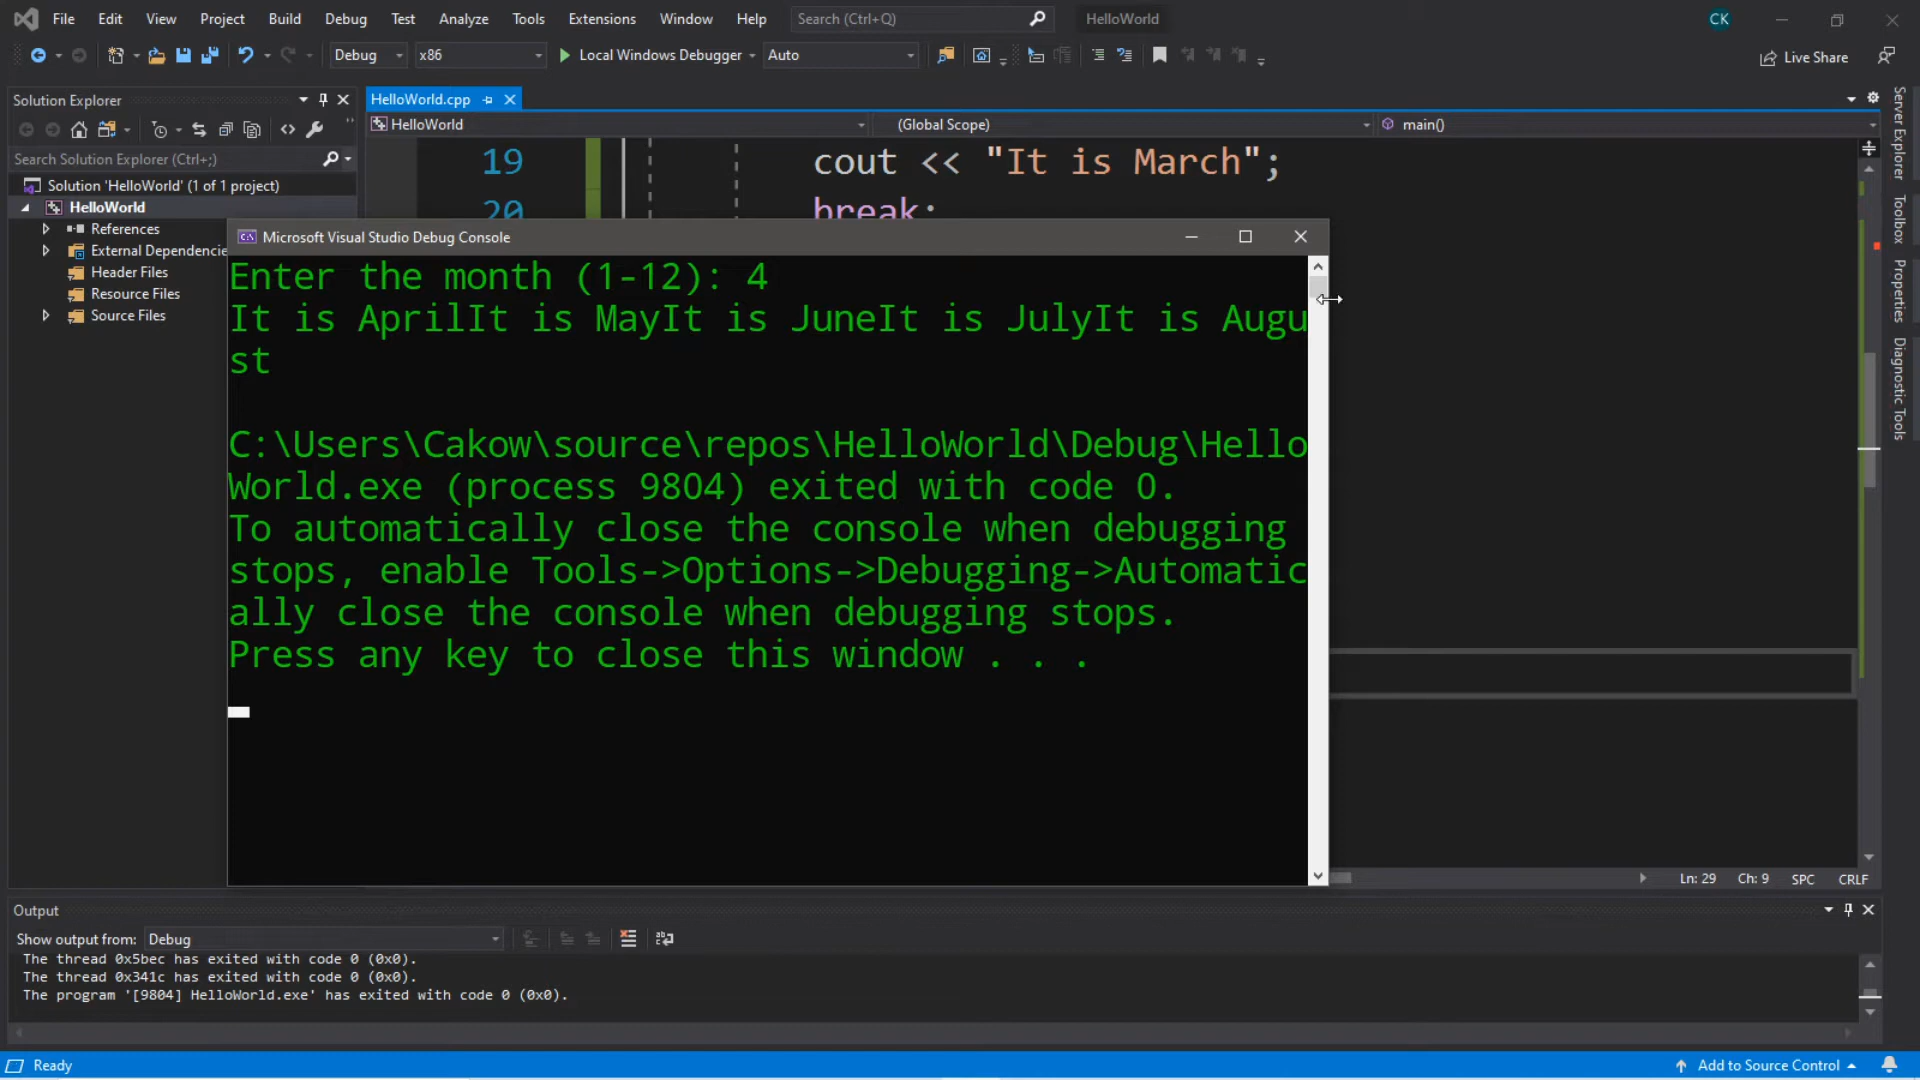 File Edit View Project Build Debug Test Analyze Tools Extensions Window Help Search (Ctrl+Q) HelloWorld CK
Debug x86 Local Windows Debugger Auto Live Share
Solution Explorer
Search Solution Explorer (Ctrl+;)
Solution 'HelloWorld' (1 of 1 project)
HelloWorld
References
External Dependencie
Header Files
Resource Files
Source Files
HelloWorld.cpp
HelloWorld (Global Scope) main()
19 cout << "It is March";
20 break;
Microsoft Visual Studio Debug Console
Enter the month (1-12): 4
It is AprilIt is MayIt is JuneIt is JulyIt is Augu
st
C:\Users\Cakow\source\repos\HelloWorld\Debug\Hello
World.exe (process 9804) exited with code 0.
To automatically close the console when debugging
stops, enable Tools->Options->Debugging->Automatic
ally close the console when debugging stops.
Press any key to close this window . . .
Server Explorer
Toolbox
Properties
Diagnostic Tools
Ln: 29 Ch: 9 SPC CRLF
Output
Show output from: Debug
The thread 0x5bec has exited with code 0 (0x0).
The thread 0x341c has exited with code 0 (0x0).
The program '[9804] HelloWorld.exe' has exited with code 0 (0x0).
Ready Add to Source Control